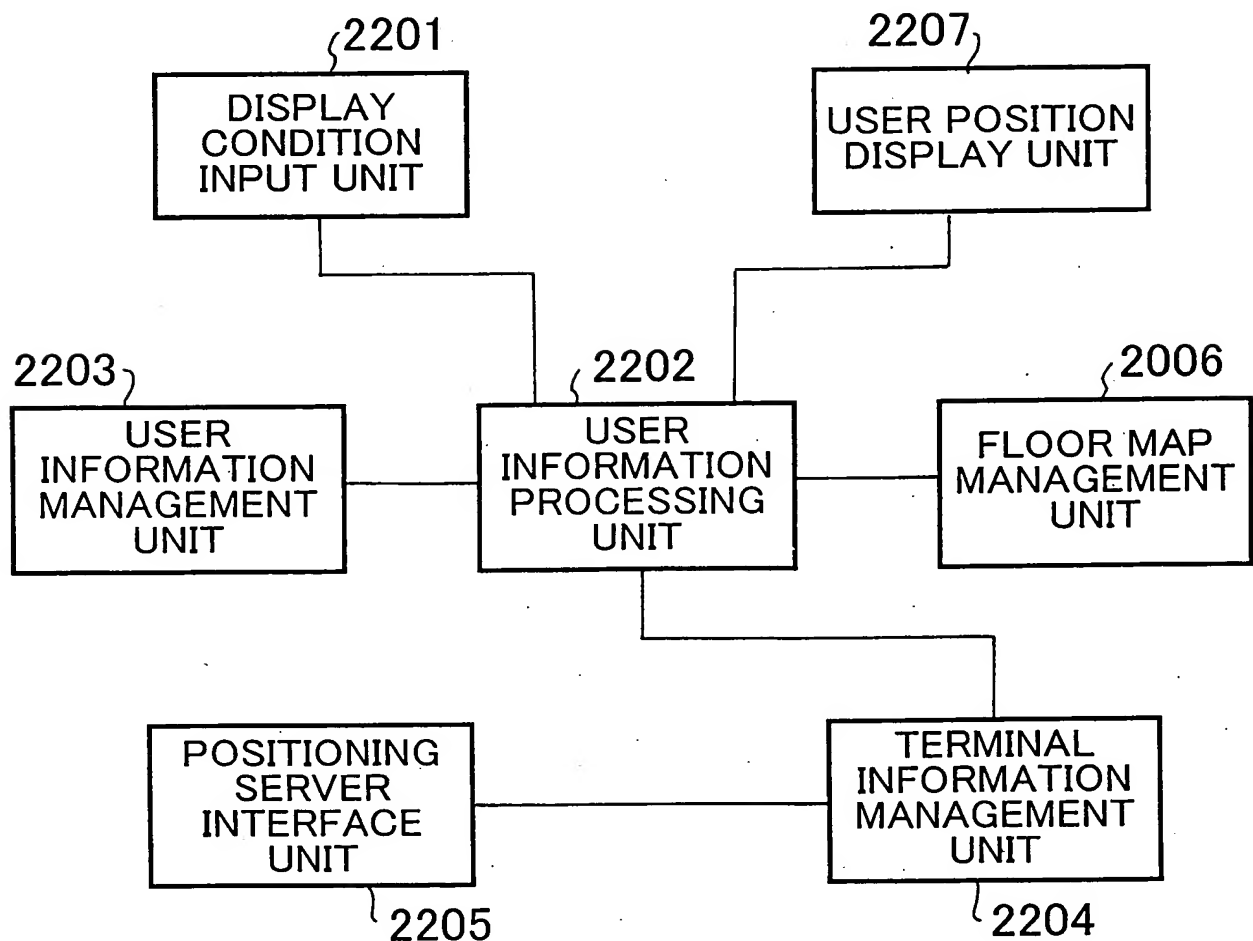 2201
DISPLAY
CONDITION
INPUT UNIT
2207
USER POSITION
DISPLAY UNIT
2203
USER
INFORMATION
MANAGEMENT
UNIT
2202
USER
INFORMATION
PROCESSING
UNIT
2006
FLOOR MAP
MANAGEMENT
UNIT
POSITIONING
SERVER
INTERFACE
UNIT
2205
TERMINAL
INFORMATION
MANAGEMENT
UNIT
2204